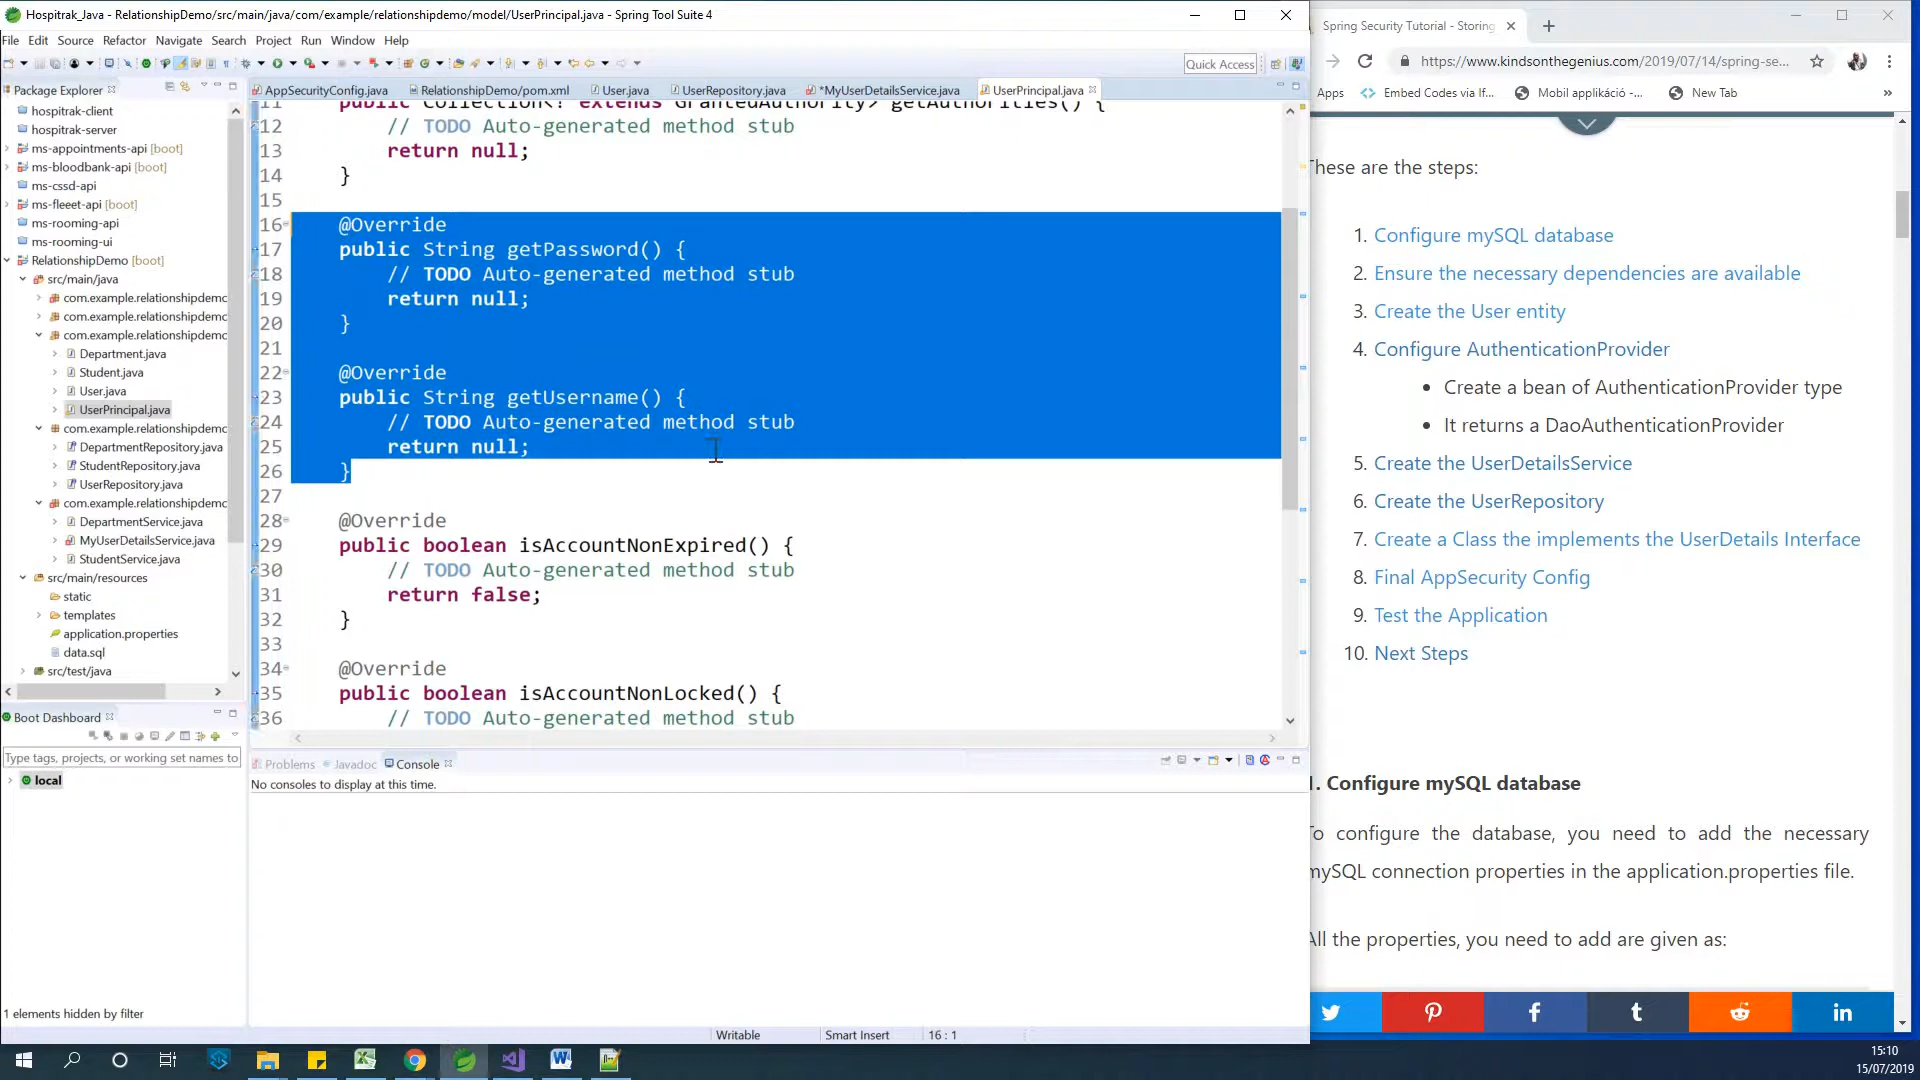 Hospitrak_Java - RelationshipDemo/src/main/java/com/example/relationshipdemo/model/UserPrincipal.java - Spring Tool Suite 4
File Edit Source Refactor Navigate Search Project Run Window Help
Quick Access
Package Explorer
hospitrak-client
hospitrak-server
ms-appointments-api [boot]
ms-bloodbank-api [boot]
ms-cssd-api
ms-fleeet-api [boot]
ms-rooming-api
ms-rooming-ui
RelationshipDemo [boot]
src/main/java
com.example.relationshipdemc
com.example.relationshipdemc
com.example.relationshipdemc
Department.java
Student.java
User.java
UserPrincipal.java
com.example.relationshipdemc
DepartmentRepository.java
StudentRepository.java
UserRepository.java
com.example.relationshipdemc
DepartmentService.java
MyUserDetailsService.java
StudentService.java
src/main/resources
static
templates
application.properties
data.sql
src/test/java
Boot Dashboard
Type tags, projects, or working set names to
local
1 elements hidden by filter
AppSecurityConfig.java RelationshipDemo/pom.xml User.java UserRepository.java *MyUserDetailsService.java UserPrincipal.java
11 public Collection<? extends GrantedAuthority> getAuthorities() {
12 // TODO Auto-generated method stub
13 return null;
14 }
15
16 @Override
17 public String getPassword() {
18 // TODO Auto-generated method stub
19 return null;
20 }
21
22 @Override
23 public String getUsername() {
24 // TODO Auto-generated method stub
25 return null;
26 }
27
28 @Override
29 public boolean isAccountNonExpired() {
30 // TODO Auto-generated method stub
31 return false;
32 }
33
34 @Override
35 public boolean isAccountNonLocked() {
36 // TODO Auto-generated method stub
Problems Javadoc Console
No consoles to display at this time.
Writable Smart Insert 16 : 1
Spring Security Tutorial - Storing
https://www.kindsonthegenius.com/2019/07/14/spring-se...
Apps Embed Codes via If... Mobil applikáció -... New Tab »
These are the steps:
1. Configure mySQL database
2. Ensure the necessary dependencies are available
3. Create the User entity
4. Configure AuthenticationProvider
• Create a bean of AuthenticationProvider type
• It returns a DaoAuthenticationProvider
5. Create the UserDetailsService
6. Create the UserRepository
7. Create a Class the implements the UserDetails Interface
8. Final AppSecurity Config
9. Test the Application
10. Next Steps
1. Configure mySQL database
To configure the database, you need to add the necessary
mySQL connection properties in the application.properties file.
All the properties, you need to add are given as:
15:10
15/07/2019